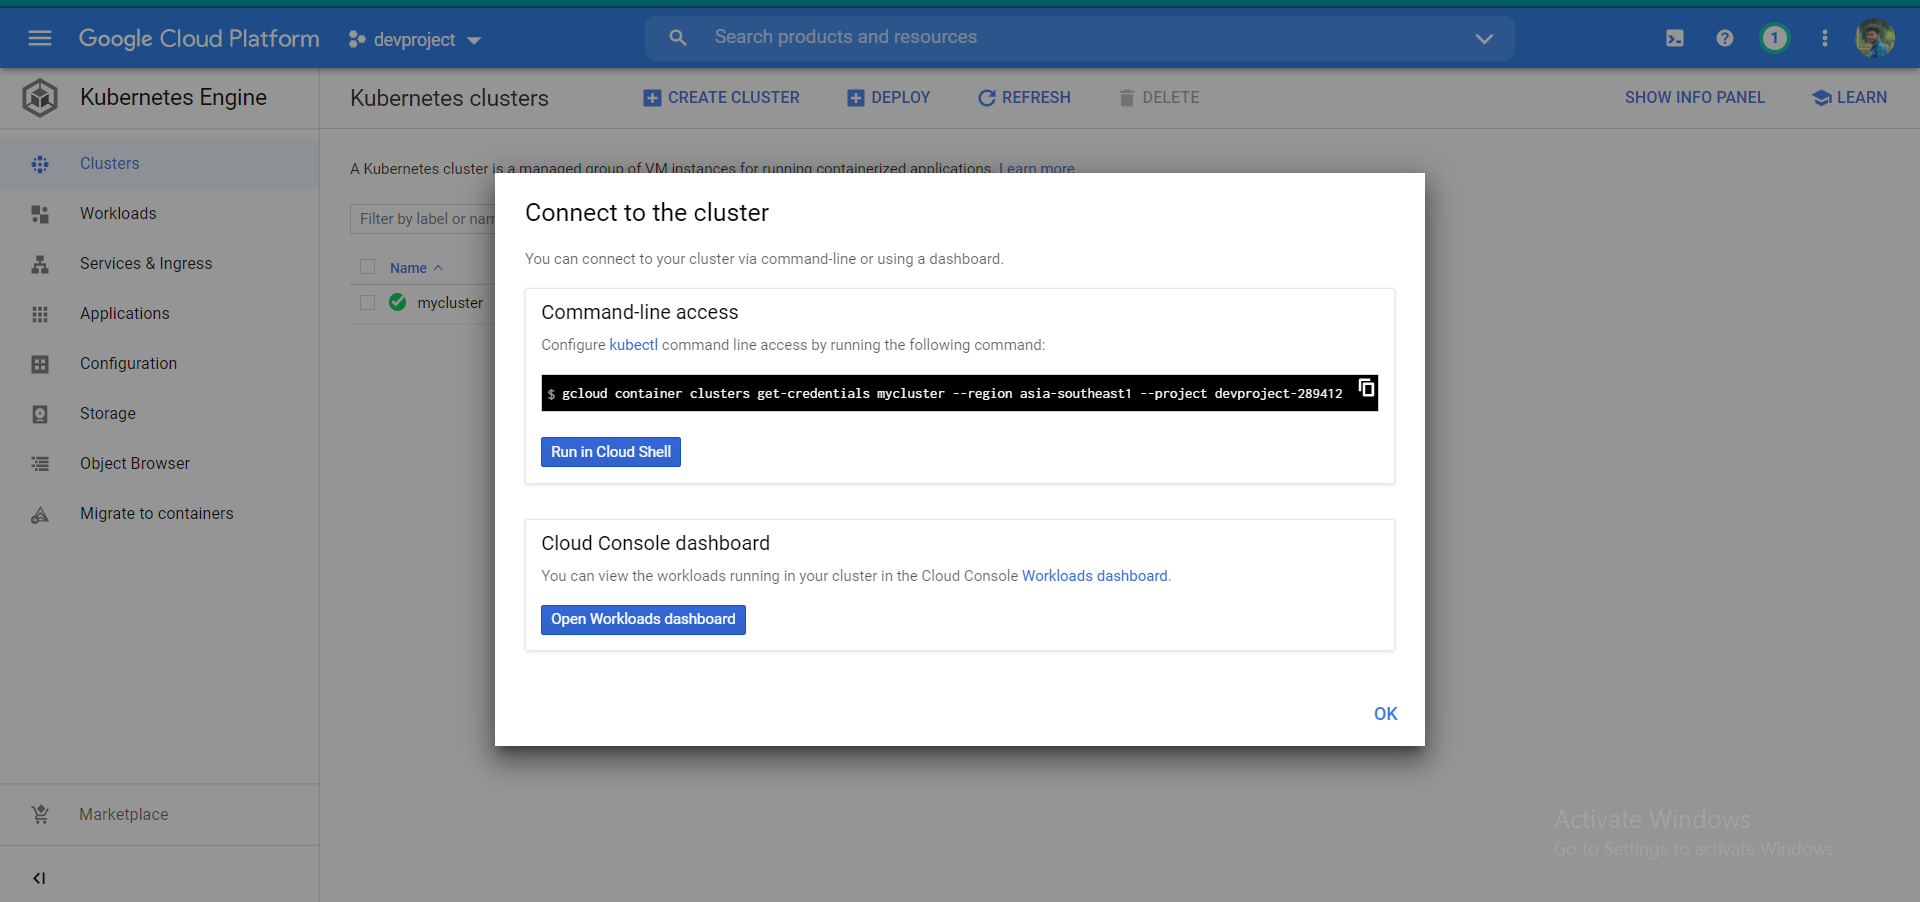 Google Cloud Platform
devproject
Search products and resources
1
Kubernetes Engine
Kubernetes clusters
CREATE CLUSTER
DEPLOY
REFRESH
DELETE
SHOW INFO PANEL
LEARN
Clusters
Workloads
Services & Ingress
Applications
Configuration
Storage
Object Browser
Migrate to containers
Marketplace
A Kubernetes cluster is a managed group of VM instances for running containerized applications. Learn more
Filter by label or nam
Name
mycluster
Connect to the cluster
You can connect to your cluster via command-line or using a dashboard.
Command-line access
Configure kubectl command line access by running the following command:
$ gcloud container clusters get-credentials mycluster --region asia-southeast1 --project devproject-289412
Run in Cloud Shell
Cloud Console dashboard
You can view the workloads running in your cluster in the Cloud Console Workloads dashboard.
Open Workloads dashboard
OK
Activate Windows
Go to Settings to activate Windows.